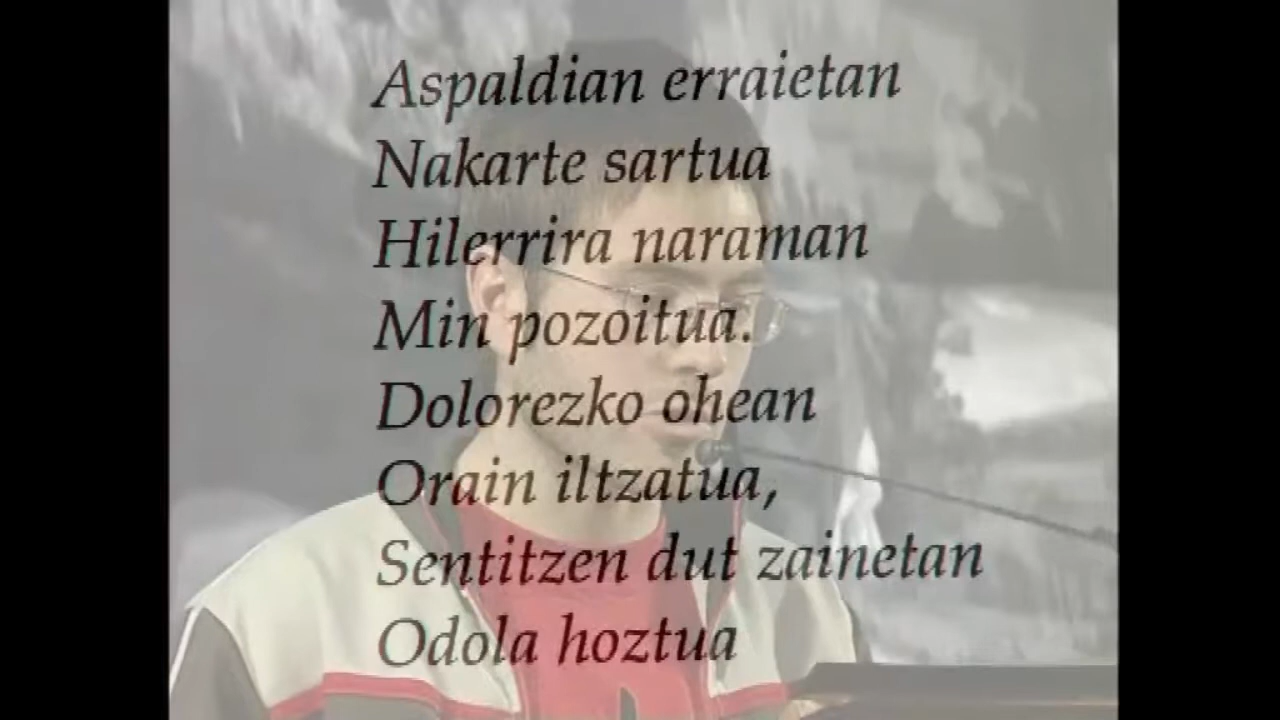 Aspaldian erraietan
Nakarte sartua
Hilerrira naraman
Min pozoitua.
Dolorezko ohean
Orain iltzatua,
Sentitzen dut zainetan
Odola hoztua